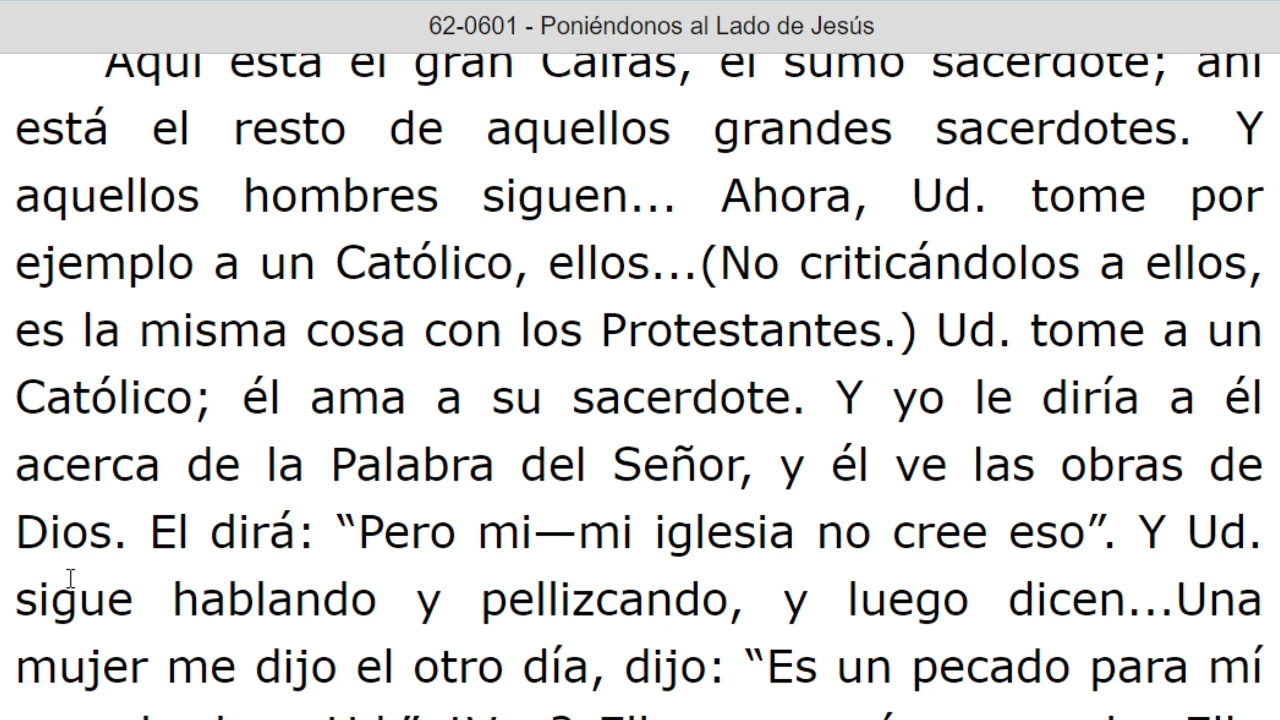 62-0601 - Poniéndonos al Lado de Jesús
Aquí está el gran Caifás, el sumo sacerdote; ahí
está el resto de aquellos grandes sacerdotes. Y
aquellos hombres siguen... Ahora, Ud. tome por
ejemplo a un Católico, ellos...(No criticándolos a ellos,
es la misma cosa con los Protestantes.) Ud. tome a un
Católico; él ama a su sacerdote. Y yo le diría a él
acerca de la Palabra del Señor, y él ve las obras de
Dios. El dirá: “Pero mi—mi iglesia no cree eso”. Y Ud.
sigue hablando y pellizcando, y luego dicen...Una
mujer me dijo el otro día, dijo: “Es un pecado para mí